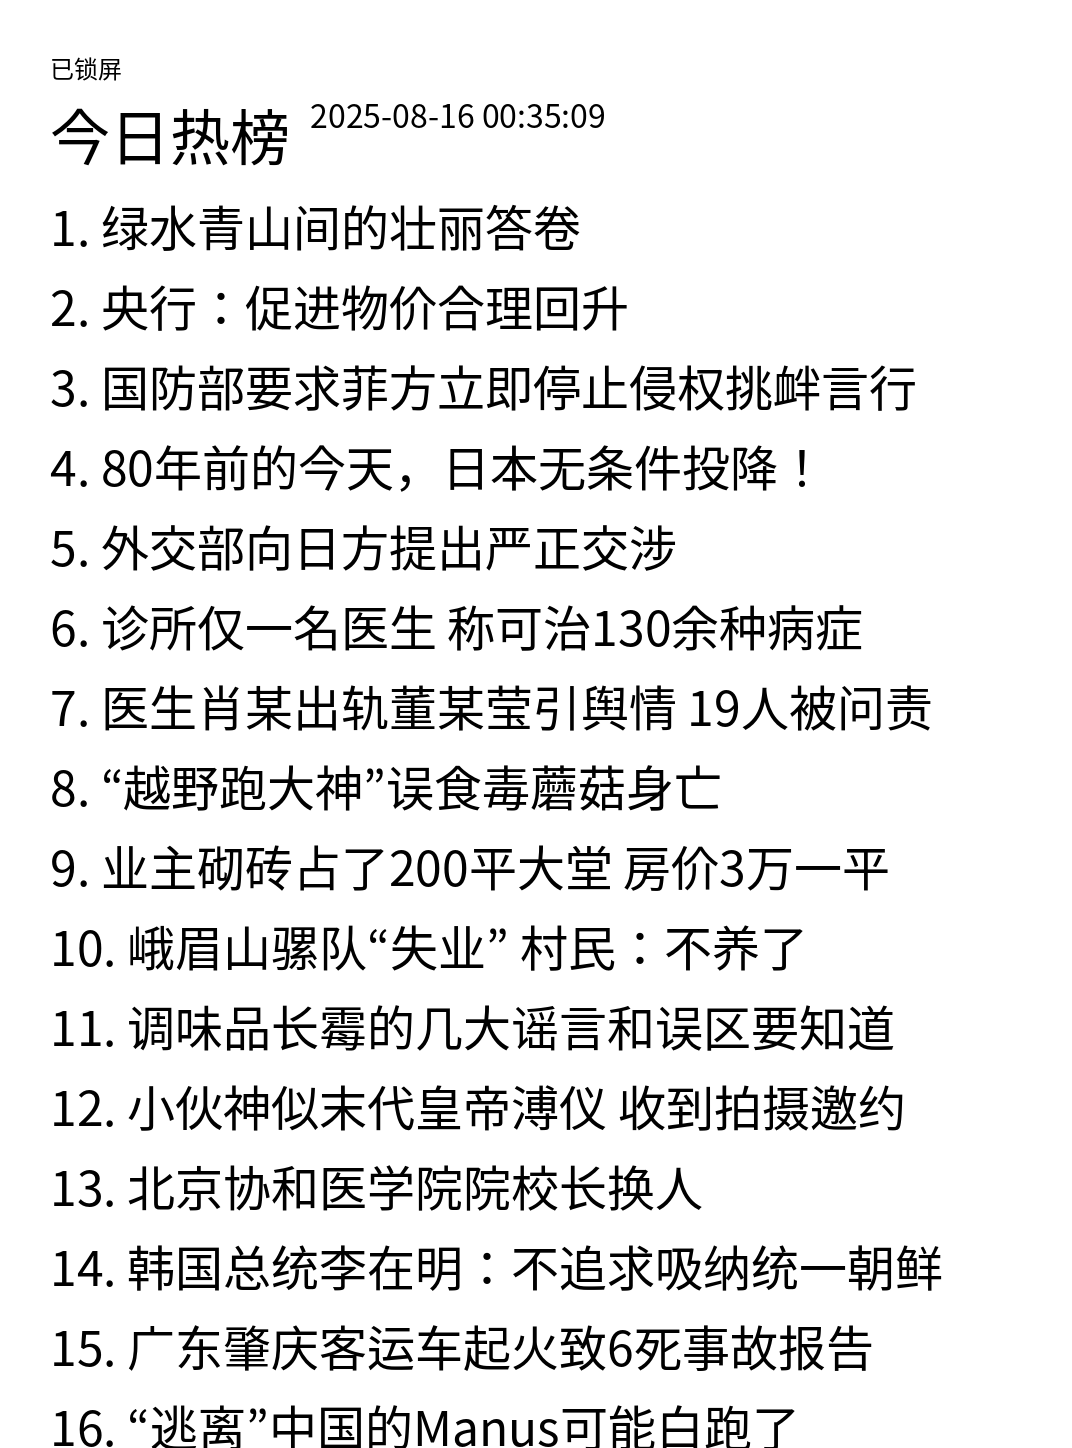 已锁屏
今日热榜 2025-08-16 00:35:09
1. 绿水青山间的壮丽答卷
2. 央行：促进物价合理回升
3. 国防部要求菲方立即停止侵权挑衅言行
4. 80年前的今天，日本无条件投降！
5. 外交部向日方提出严正交涉
6. 诊所仅一名医生 称可治130余种病症
7. 医生肖某出轨董某莹引舆情 19人被问责
8. “越野跑大神”误食毒蘑菇身亡
9. 业主砌砖占了200平大堂 房价3万一平
10. 峨眉山骡队“失业” 村民：不养了
11. 调味品长霉的几大谣言和误区要知道
12. 小伙神似末代皇帝溥仪 收到拍摄邀约
13. 北京协和医学院院校长换人
14. 韩国总统李在明：不追求吸纳统一朝鲜
15. 广东肇庆客运车起火致6死事故报告
16. “逃离”中国的Manus可能白跑了